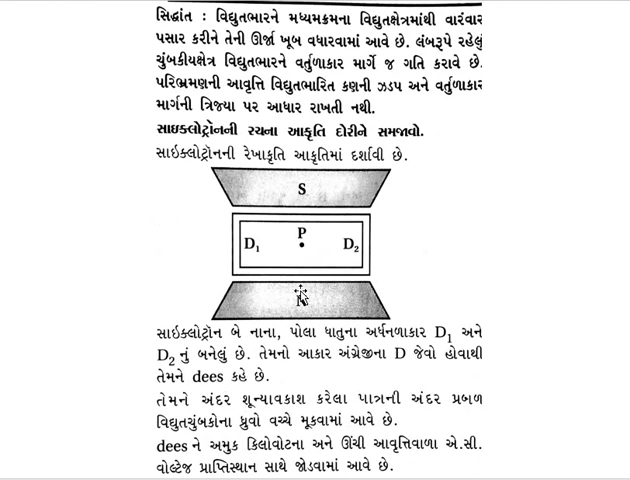 સિદ્ધાંત : વિદ્યુતભારને મધ્યમક્રમના વિદ્યુતક્ષેત્રમાંથી વારંવાર
પસાર કરીને તેની ઊર્જા ખૂબ વધારવામાં આવે છે. લંબરૂપે રહેલું
ચુંબકીયક્ષેત્ર વિદ્યુતભારને વર્તુળાકાર માર્ગે જ ગતિ કરાવે છે.
પરિભ્રમણની આવૃત્તિ વિદ્યુતભારિત કણની ઝડપ અને વર્તુળાકાર
માર્ગની ત્રિજ્યા પર આધાર રાખતી નથી.
સાઇક્લોટ્રૉનની રચના આકૃતિ દોરીને સમજાવો.
સાઇક્લોટ્રૉનની રેખાકૃતિ આકૃતિમાં દર્શાવી છે.
S
P
D₁ D₂
સાઇક્લોટ્રૉન બે નાના, પોલા ધાતુના અર્ધનળાકાર D₁ અને
D₂ નું બનેલું છે. તેમનો આકાર અંગ્રેજીના D જેવો હોવાથી
તેમને dees કહે છે.
તેમને અંદર શૂન્યાવકાશ કરેલા પાત્રની અંદર પ્રબળ
વિદ્યુતચુંબકોના ધ્રુવો વચ્ચે મૂકવામાં આવે છે.
dees ને અમુક કિલોવોટના અને ઊંચી આવૃત્તિવાળા એ.સી.
વોલ્ટેજ પ્રાપ્તિસ્થાન સાથે જોડવામાં આવે છે.